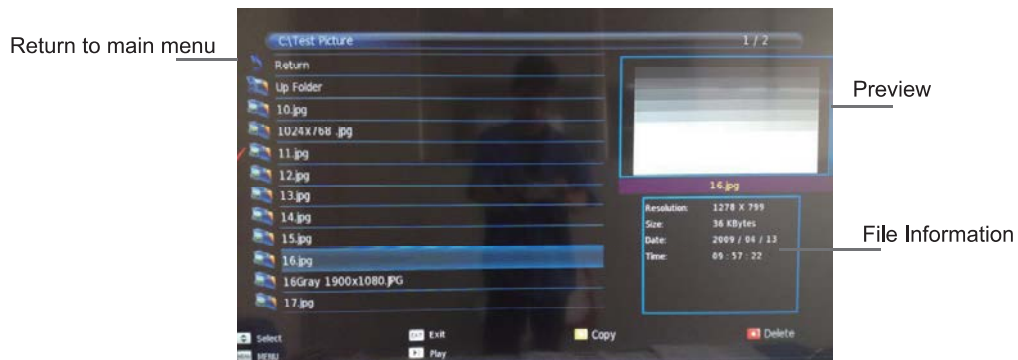 Return to main menu
C:\Test Picture 1 / 2
Return
Up Folder
10.jpg
1024X768 .jpg
11.jpg
12.jpg
13.jpg
14.jpg
15.jpg
16.jpg
16Gray 1900x1080.JPG
17.jpg
Preview
16.jpg
Resolution: 1278 X 799
Size: 36 KBytes
Date: 2009 / 04 / 13
Time: 09 : 57 : 22
File Information
Select
EXIT Exit
Copy
Delete
MENU
Play